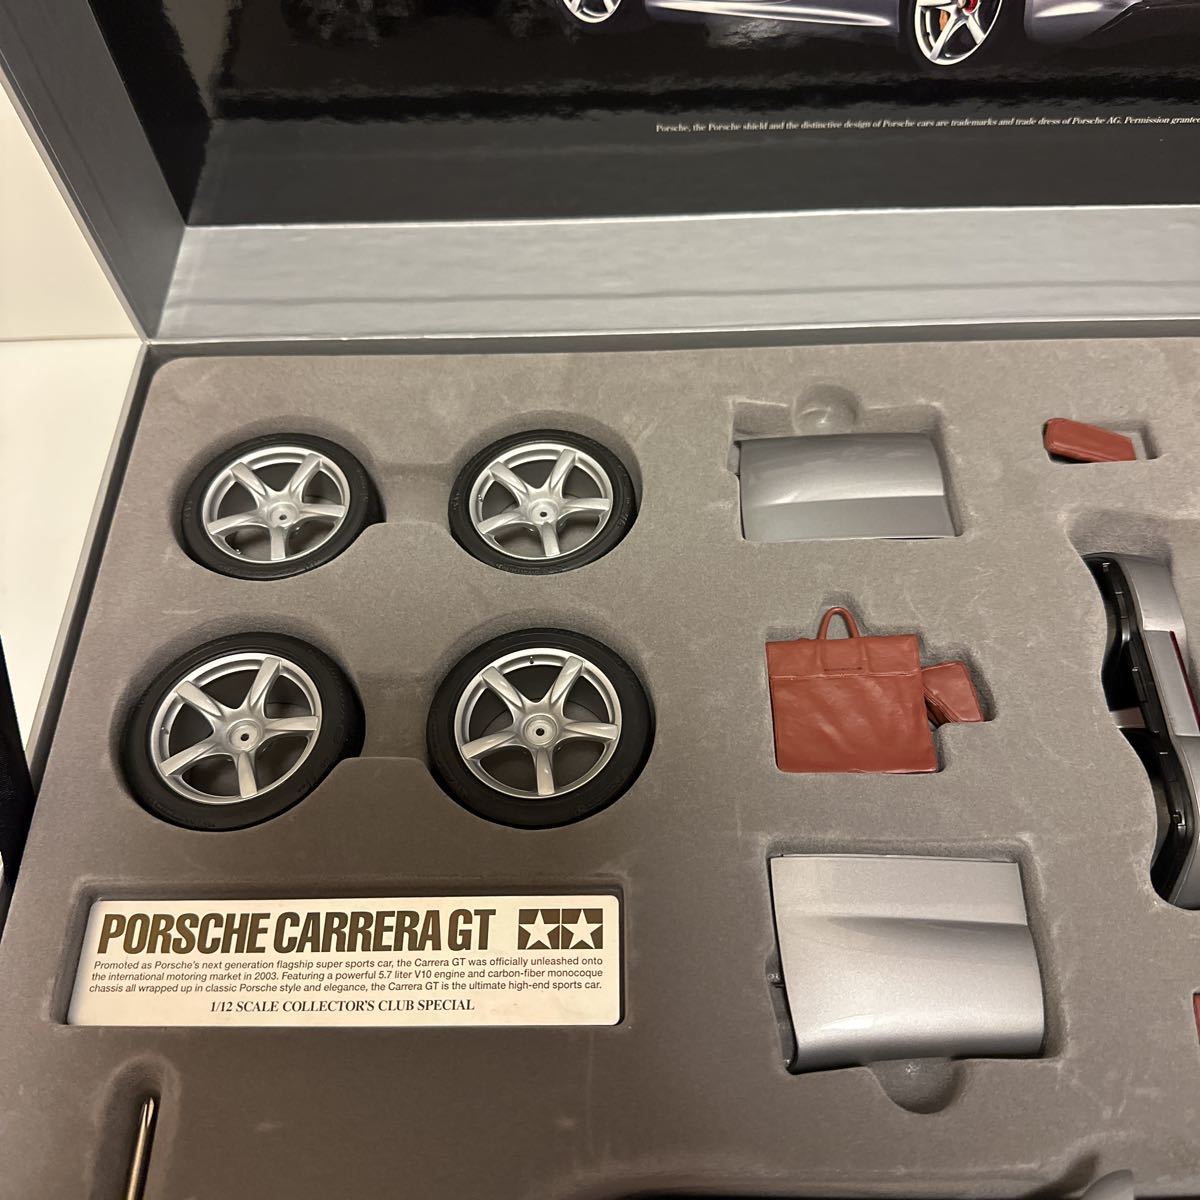 Porsche, the Porsche shield and the distinctive design of Porsche cars are trademarks and trade dress of Porsche AG. Permission granted
PORSCHE CARRERA GT
Promoted as Porsche's next generation flagship super sports car, the Carrera GT was officially unleashed onto
the international motoring market in 2003. Featuring a powerful 5.7 liter V10 engine and carbon-fiber monocoque
chassis all wrapped up in classic Porsche style and elegance, the Carrera GT is the ultimate high-end sports car.
1/12 SCALE COLLECTOR'S CLUB SPECIAL